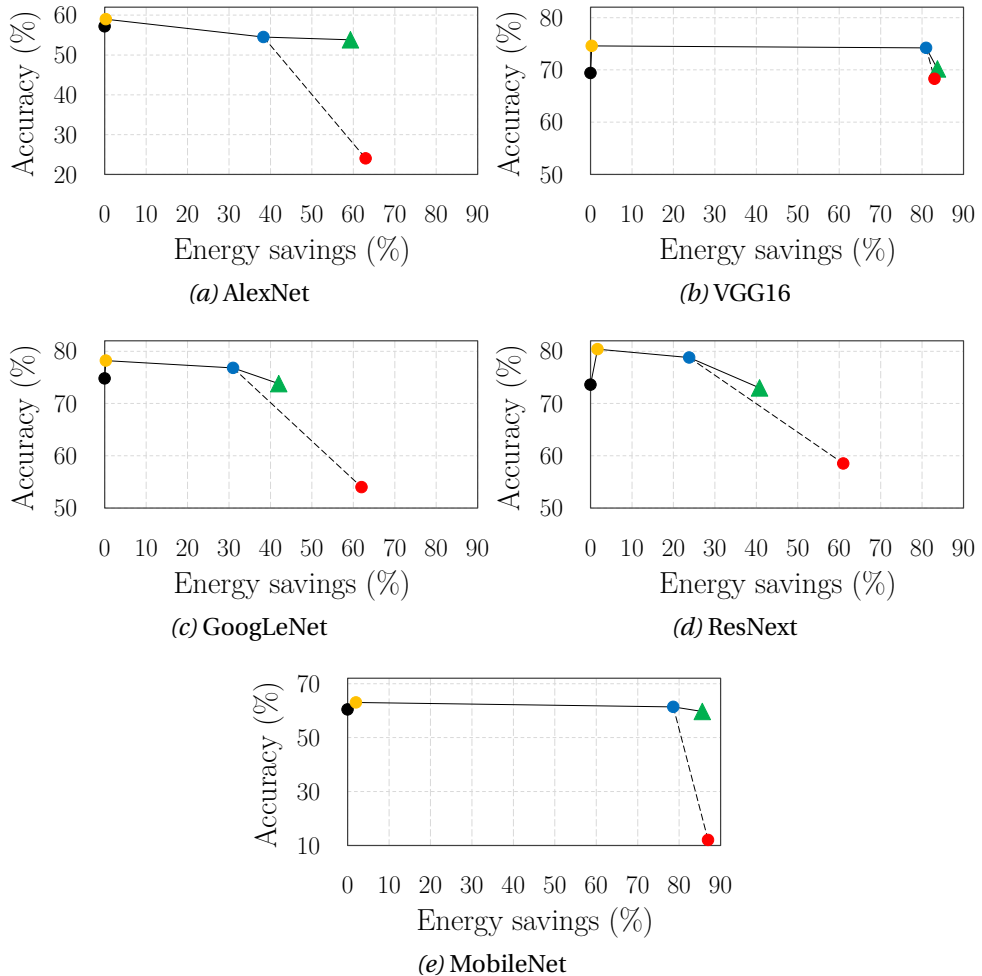 60
50
40
30
20
Accuracy (%)
0 10 20 30 40 50 60 70 80 90
Energy savings (%)
(a) AlexNet
80
70
60
50
Accuracy (%)
0 10 20 30 40 50 60 70 80 90
Energy savings (%)
(b) VGG16
80
70
60
50
Accuracy (%)
0 10 20 30 40 50 60 70 80 90
Energy savings (%)
(c) GoogLeNet
80
70
60
50
Accuracy (%)
0 10 20 30 40 50 60 70 80 90
Energy savings (%)
(d) ResNext
70
50
30
10
Accuracy (%)
0 10 20 30 40 50 60 70 80 90
Energy savings (%)
(e) MobileNet